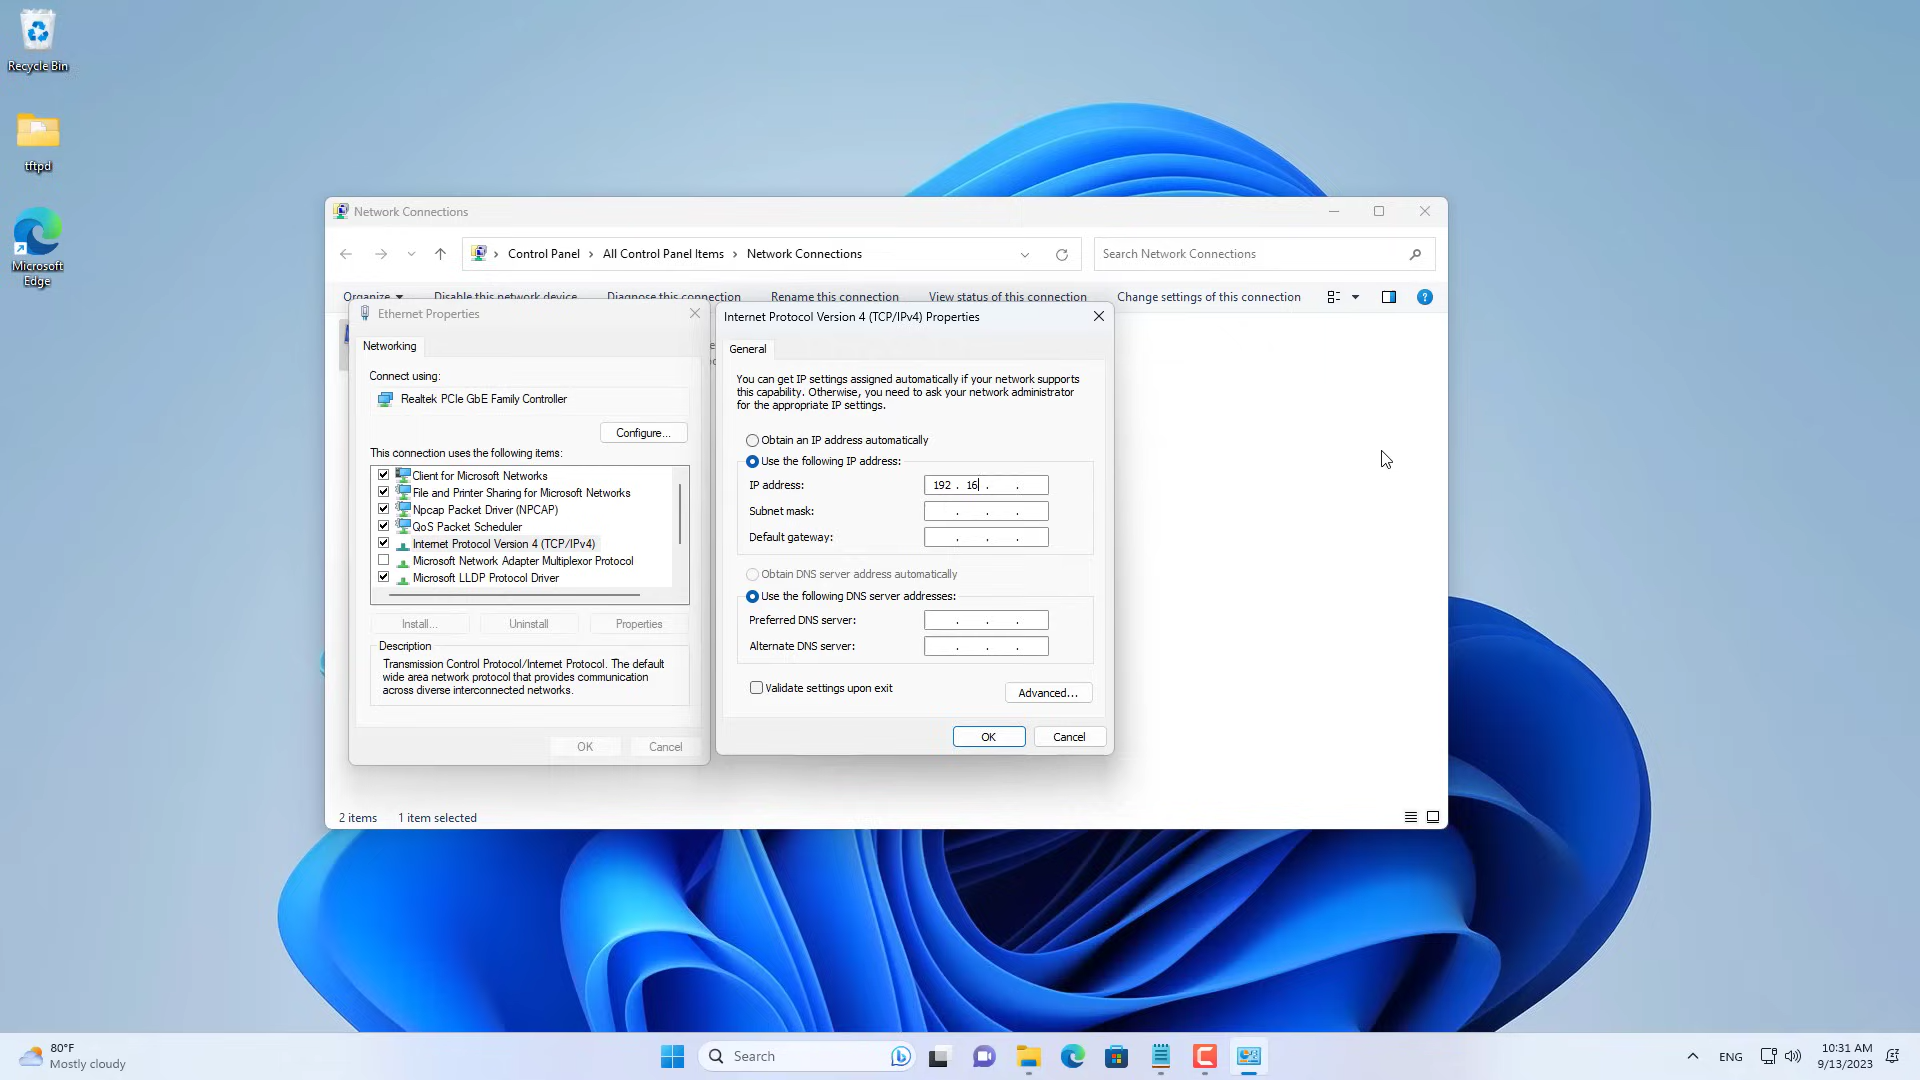 Recycle Bin
tftpd
Microsoft
Edge
Network Connections
Control Panel > All Control Panel Items > Network Connections
Search Network Connections
Organize
Disable this network device
Diagnose this connection
Rename this connection
View status of this connection
Change settings of this connection
Ethernet Properties
Networking
Connect using:
Realtek PCIe GbE Family Controller
Configure...
This connection uses the following items:
Client for Microsoft Networks
File and Printer Sharing for Microsoft Networks
Npcap Packet Driver (NPCAP)
QoS Packet Scheduler
Internet Protocol Version 4 (TCP/IPv4)
Microsoft Network Adapter Multiplexor Protocol
Microsoft LLDP Protocol Driver
Install...
Uninstall
Properties
Description
Transmission Control Protocol/Internet Protocol. The default
wide area network protocol that provides communication
across diverse interconnected networks.
OK
Cancel
Internet Protocol Version 4 (TCP/IPv4) Properties
General
You can get IP settings assigned automatically if your network supports
this capability. Otherwise, you need to ask your network administrator
for the appropriate IP settings.
Obtain an IP address automatically
Use the following IP address:
IP address: 192 . 16 . .
Subnet mask: . . .
Default gateway: . . .
Obtain DNS server address automatically
Use the following DNS server addresses:
Preferred DNS server: . . .
Alternate DNS server: . . .
Validate settings upon exit
Advanced...
OK
Cancel
2 items
1 item selected
80°F
Mostly cloudy
Search
ENG
10:31 AM
9/13/2023